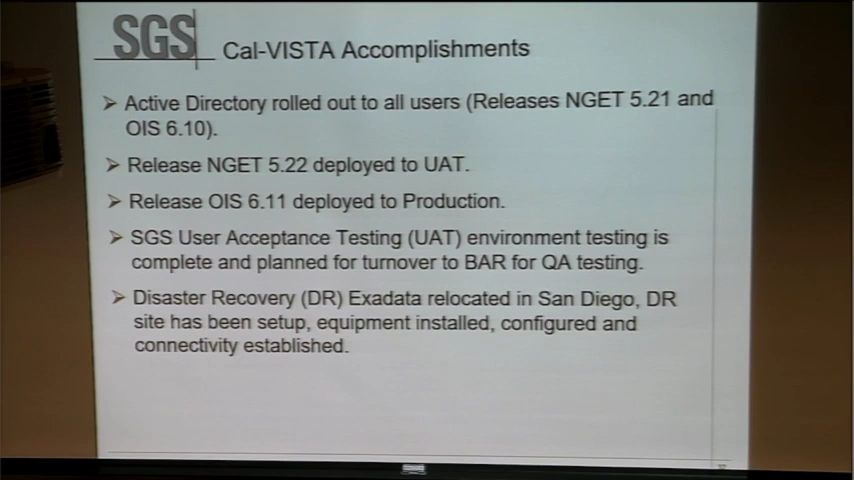 SGS
Cal-VISTA Accomplishments
➢ Active Directory rolled out to all users (Releases NGET 5.21 and
OIS 6.10).
➢ Release NGET 5.22 deployed to UAT.
➢ Release OIS 6.11 deployed to Production.
➢ SGS User Acceptance Testing (UAT) environment testing is
complete and planned for turnover to BAR for QA testing.
➢ Disaster Recovery (DR) Exadata relocated in San Diego, DR
site has been setup, equipment installed, configured and
connectivity established.